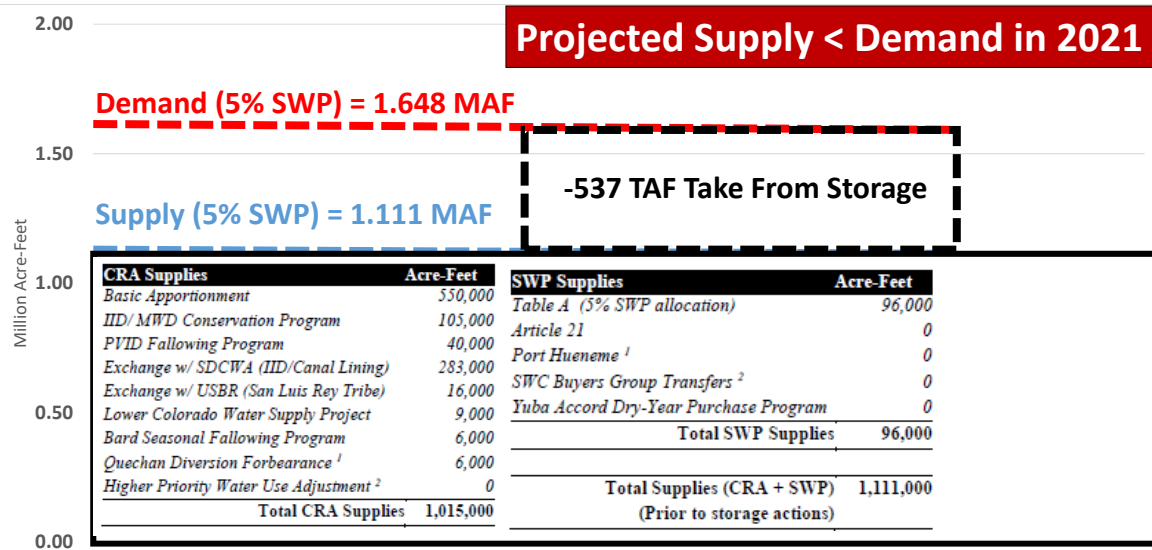 Projected Supply < Demand in 2021
2.00
Demand (5% SWP) = 1.648 MAF
1.50
-537 TAF Take From Storage
Supply (5% SWP) = 1.111 MAF
Million Acre-Feet
1.00
0.50
0.00
CRA Supplies Acre-Feet
Basic Apportionment 550,000
IID/ MWD Conservation Program 105,000
PVID Fallowing Program 40,000
Exchange w/ SDCWA (IID/Canal Lining) 283,000
Exchange w/ USBR (San Luis Rey Tribe) 16,000
Lower Colorado Water Supply Project 9,000
Bard Seasonal Fallowing Program 6,000
Quechan Diversion Forbearance ¹ 6,000
Higher Priority Water Use Adjustment ² 0
Total CRA Supplies 1,015,000
SWP Supplies Acre-Feet
Table A (5% SWP allocation) 96,000
Article 21 0
Port Hueneme ¹ 0
SWC Buyers Group Transfers ² 0
Yuba Accord Dry-Year Purchase Program 0
Total SWP Supplies 96,000
Total Supplies (CRA + SWP) 1,111,000
(Prior to storage actions)